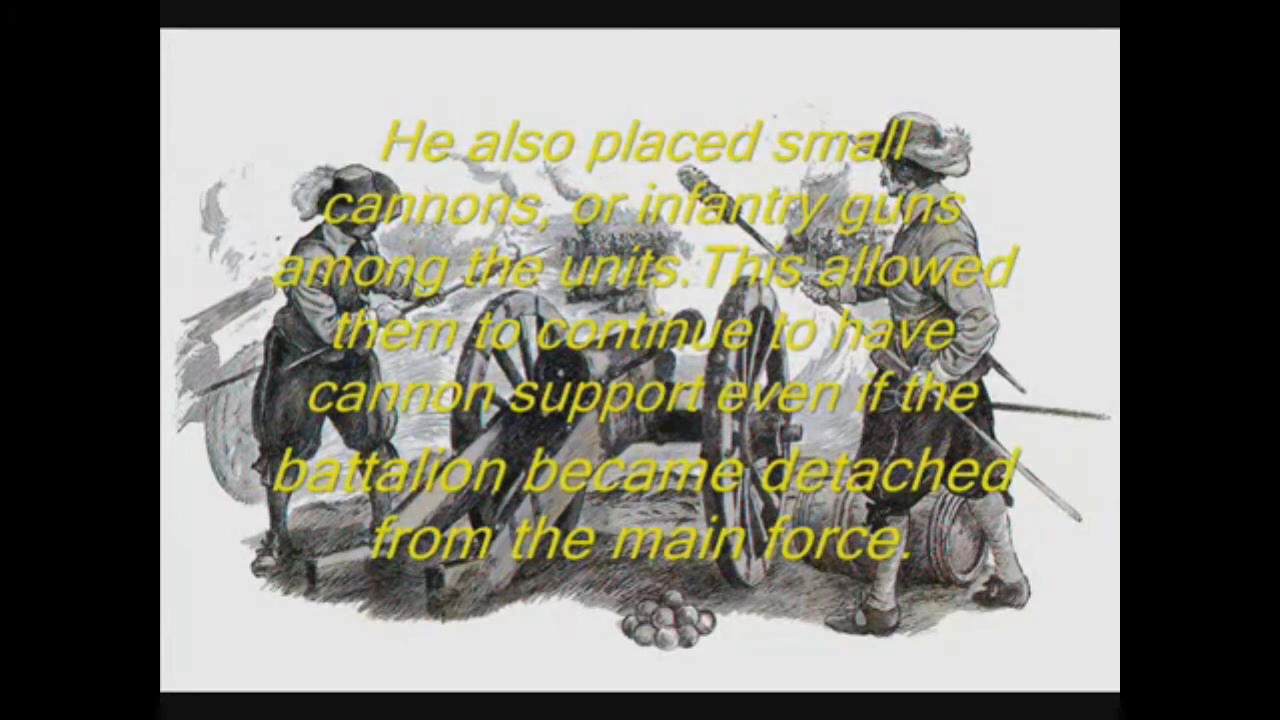 He also placed small
cannons, or infantry guns
among the units.This allowed
them to continue to have
cannon support even if the
battalion became detached
from the main force.